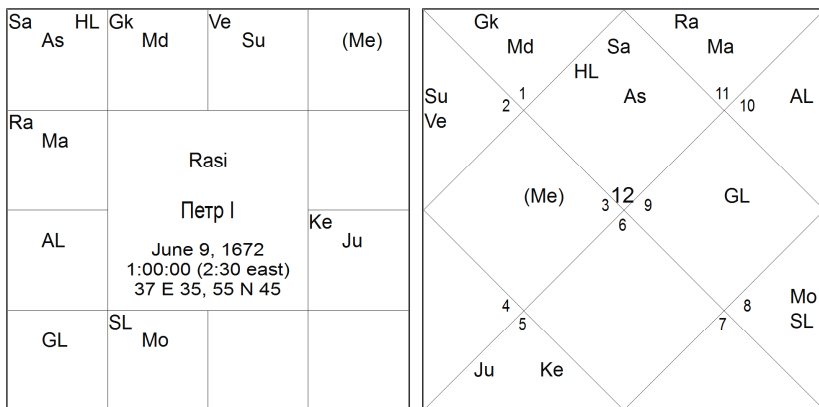 Sa HL
As
Gk
Md
Ve
Su
(Me)
Ra
Ma
Rasi
Петр I
June 9, 1672
1:00:00 (2:30 east)
37 E 35, 55 N 45
AL
Ke
Ju
GL
SL
Mo
Gk
Md
Sa
HL
As
Ra
Ma
Su
Ve
2
1
11
10
AL
(Me)
3
12
9
6
GL
4
5
8
7
Mo
SL
Ju Ke